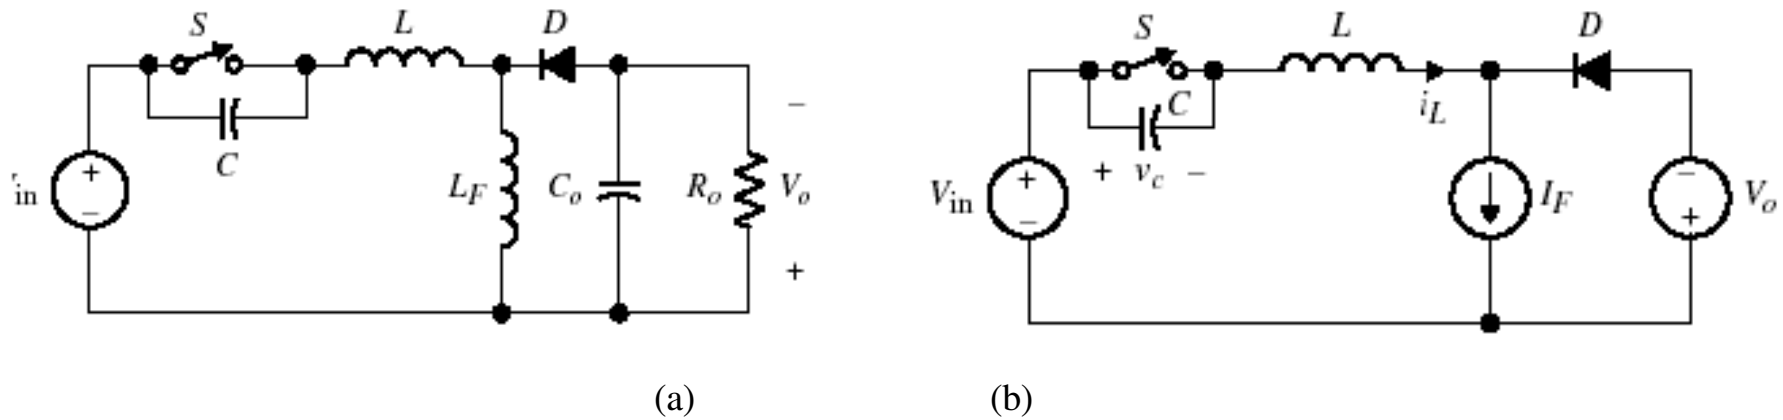 S L D
C
+ − in
L_F C_o R_o − V_o +
S L D
C i_L
+ v_c −
V_in + − I_F − + V_o
(a) (b)